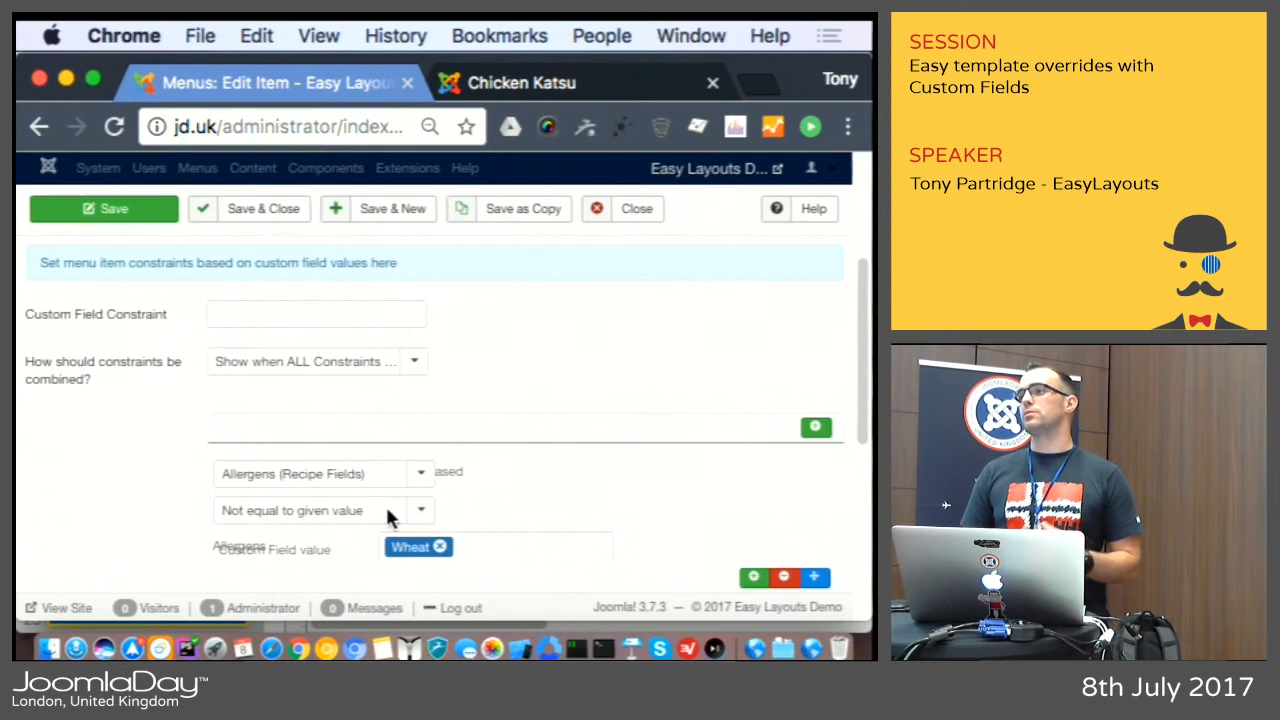 Chrome File Edit View History Bookmarks People Window Help
Menus: Edit Item - Easy Layou
Chicken Katsu
Tony
jd.uk/administrator/index...
System Users Menus Content Components Extensions Help
Easy Layouts D...
Save
Save & Close
Save & New
Save as Copy
Close
Help
Set menu item constraints based on custom field values here
Custom Field Constraint
How should constraints be
combined?
Show when ALL Constraints ...
Allergens (Recipe Fields)
ased
Not equal to given value
Allergens
Custom Field value
Wheat
View Site
0 Visitors
1 Administrator
0 Messages
Log out
Joomla! 3.7.3 — © 2017 Easy Layouts Demo
SESSION
Easy template overrides with
Custom Fields
SPEAKER
Tony Partridge - EasyLayouts
JOOMLADAY
UNITED KINGDOM
JoomlaDay™
London, United Kingdom
8th July 2017